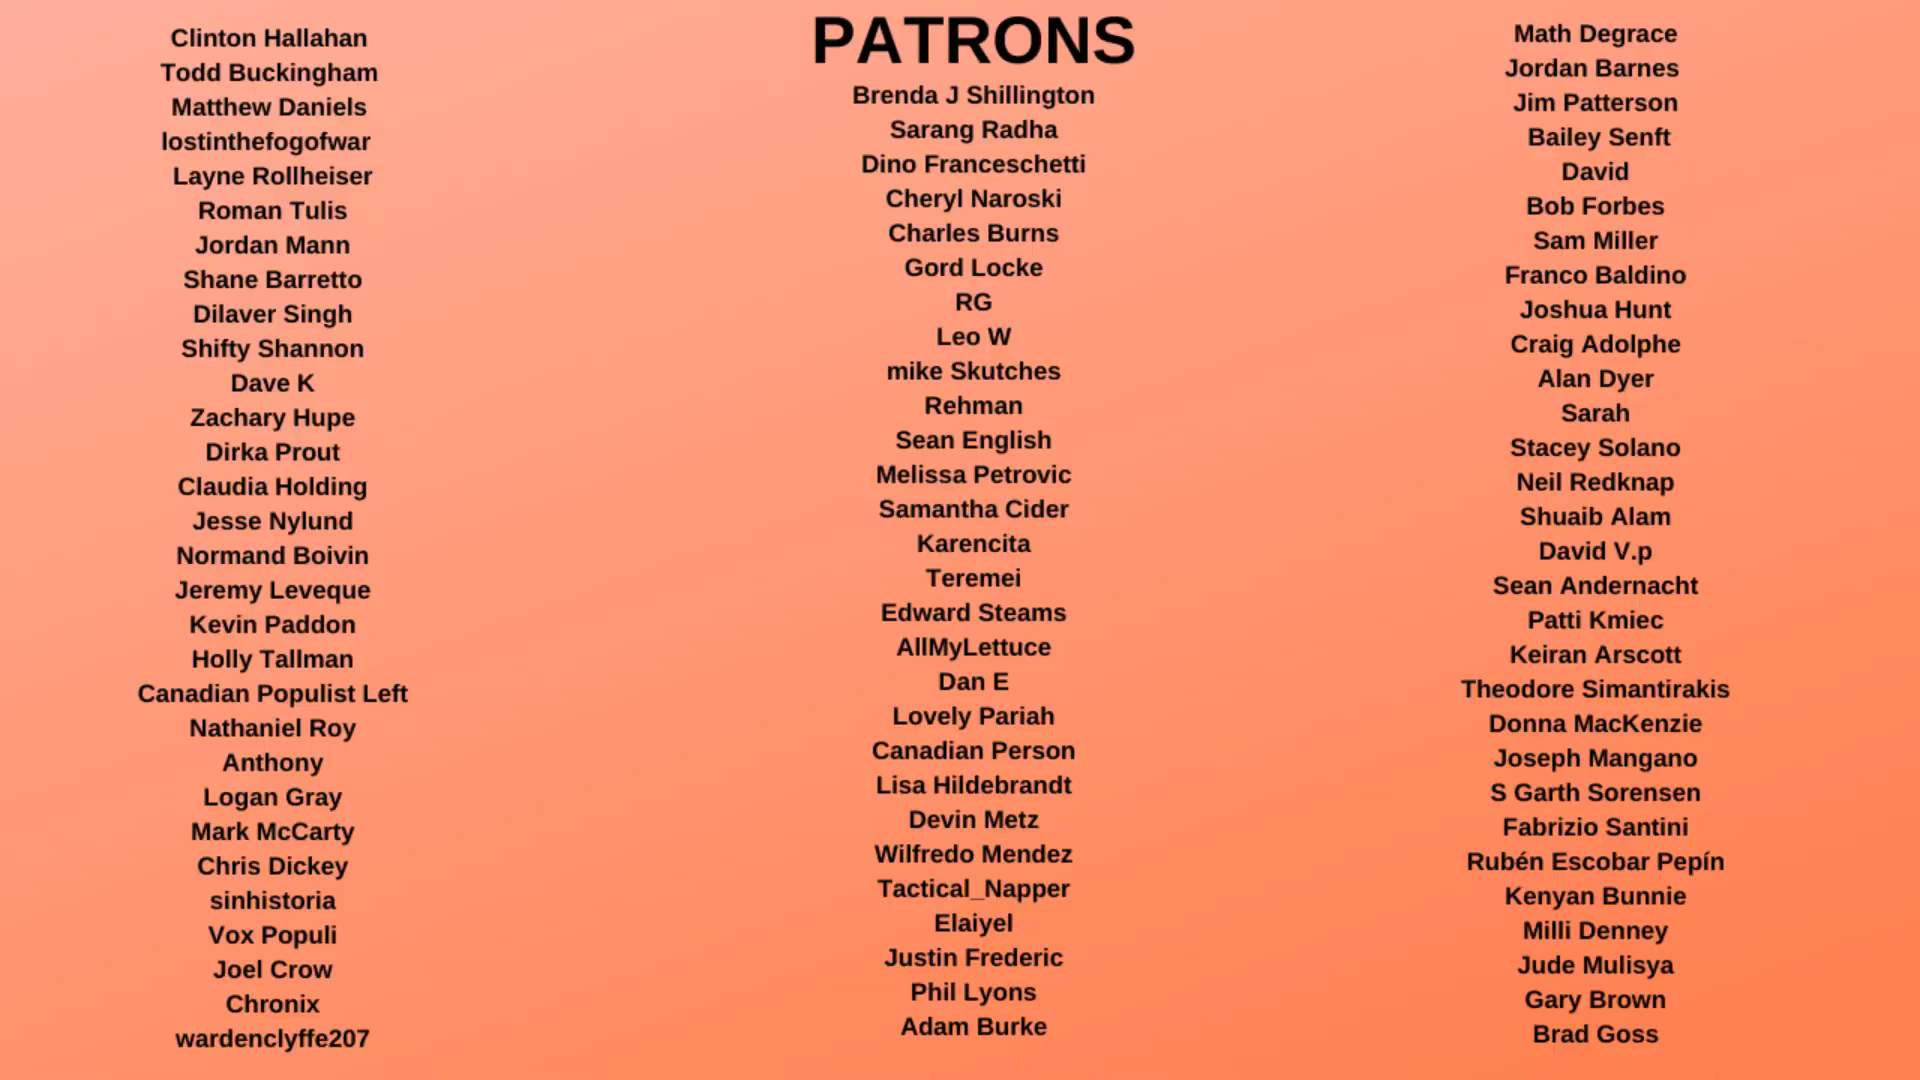 Clinton Hallahan
Todd Buckingham
Matthew Daniels
lostinthefogofwar
Layne Rollheiser
Roman Tulis
Jordan Mann
Shane Barretto
Dilaver Singh
Shifty Shannon
Dave K
Zachary Hupe
Dirka Prout
Claudia Holding
Jesse Nylund
Normand Boivin
Jeremy Leveque
Kevin Paddon
Holly Tallman
Canadian Populist Left
Nathaniel Roy
Anthony
Logan Gray
Mark McCarty
Chris Dickey
sinhistoria
Vox Populi
Joel Crow
Chronix
wardenclyffe207
PATRONS
Brenda J Shillington
Sarang Radha
Dino Franceschetti
Cheryl Naroski
Charles Burns
Gord Locke
RG
Leo W
mike Skutches
Rehman
Sean English
Melissa Petrovic
Samantha Cider
Karencita
Teremei
Edward Steams
AllMyLettuce
Dan E
Lovely Pariah
Canadian Person
Lisa Hildebrandt
Devin Metz
Wilfredo Mendez
Tactical_Napper
Elaiyel
Justin Frederic
Phil Lyons
Adam Burke
Math Degrace
Jordan Barnes
Jim Patterson
Bailey Senft
David
Bob Forbes
Sam Miller
Franco Baldino
Joshua Hunt
Craig Adolphe
Alan Dyer
Sarah
Stacey Solano
Neil Redknap
Shuaib Alam
David V.p
Sean Andernacht
Patti Kmiec
Keiran Arscott
Theodore Simantirakis
Donna MacKenzie
Joseph Mangano
S Garth Sorensen
Fabrizio Santini
Rubén Escobar Pepín
Kenyan Bunnie
Milli Denney
Jude Mulisya
Gary Brown
Brad Goss